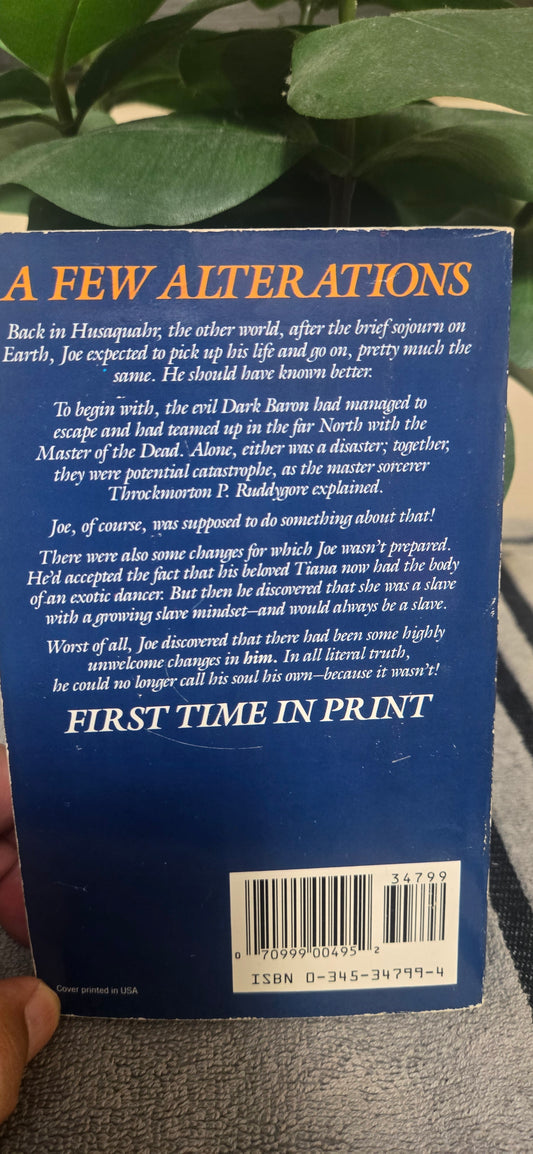 A FEW ALTERATIONS
Back in Husaquahr, the other world, after the brief sojourn on
Earth, Joe expected to pick up his life and go on, pretty much the
same. He should have known better.
To begin with, the evil Dark Baron had managed to
escape and had teamed up in the far North with the
Master of the Dead. Alone, either was a disaster; together,
they were potential catastrophe, as the master sorcerer
Throckmorton P. Ruddygore explained.
Joe, of course, was supposed to do something about that!
There were also some changes for which Joe wasn't prepared.
He'd accepted the fact that his beloved Tiana now had the body
of an exotic dancer. But then he discovered that she was a slave
with a growing slave mindset—and would always be a slave.
Worst of all, Joe discovered that there had been some highly
unwelcome changes in him. In all literal truth,
he could no longer call his soul his own—because it wasn't!
FIRST TIME IN PRINT
34799
0 70999 00495 2
ISBN 0-345-34799-4
Cover printed in USA